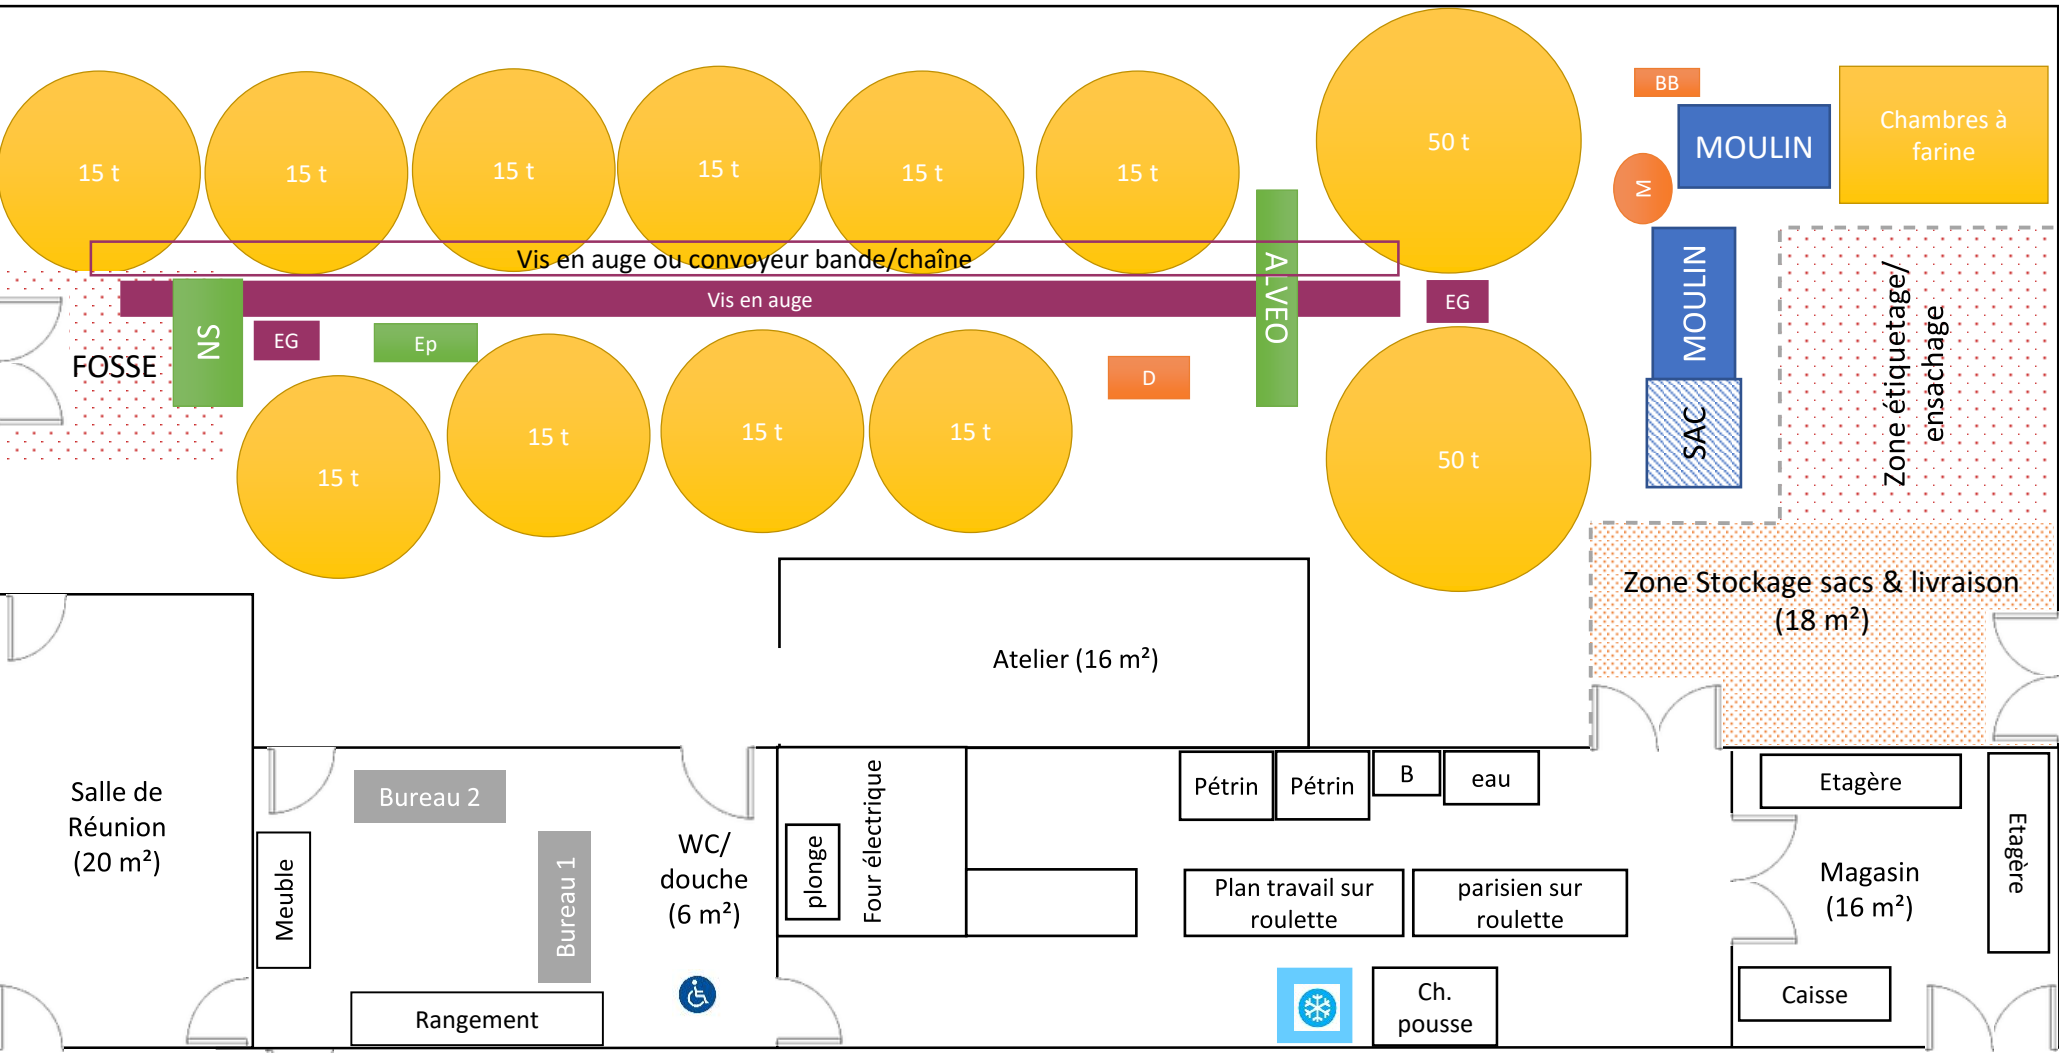 15 t
15 t
15 t
15 t
15 t
15 t
50 t
BB
MOULIN
Chambres à
farine
M
Vis en auge ou convoyeur bande/chaîne
Vis en auge
ALVEO
EG
MOULIN
Zone étiquetage/
ensachage
FOSSE
NS
EG
Ep
D
SAC
15 t
15 t
15 t
15 t
50 t
Zone Stockage sacs & livraison
(18 m²)
Atelier (16 m²)
Salle de
Réunion
(20 m²)
Bureau 2
Meuble
Bureau 1
Rangement
WC/
douche
(6 m²)
plonge
Four électrique
Pétrin
Pétrin
B
eau
Plan travail sur
roulette
parisien sur
roulette
Ch.
pousse
Etagère
Etagère
Magasin
(16 m²)
Caisse